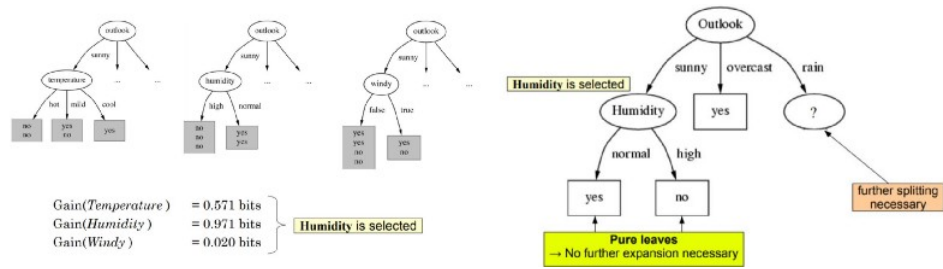 outlook
sunny
...
...
temperature
hot
mild
cool
no
no
yes
no
yes
outlook
sunny
...
...
humidity
high
normal
no
no
no
yes
yes
outlook
sunny
...
...
windy
false
true
yes
yes
no
no
yes
no
Gain(Temperature) = 0.571 bits
Gain(Humidity) = 0.971 bits
Gain(Windy) = 0.020 bits
Humidity is selected
Outlook
sunny
overcast
rain
Humidity is selected
Humidity
yes
?
normal
high
yes
no
further splitting
necessary
Pure leaves
→ No further expansion necessary